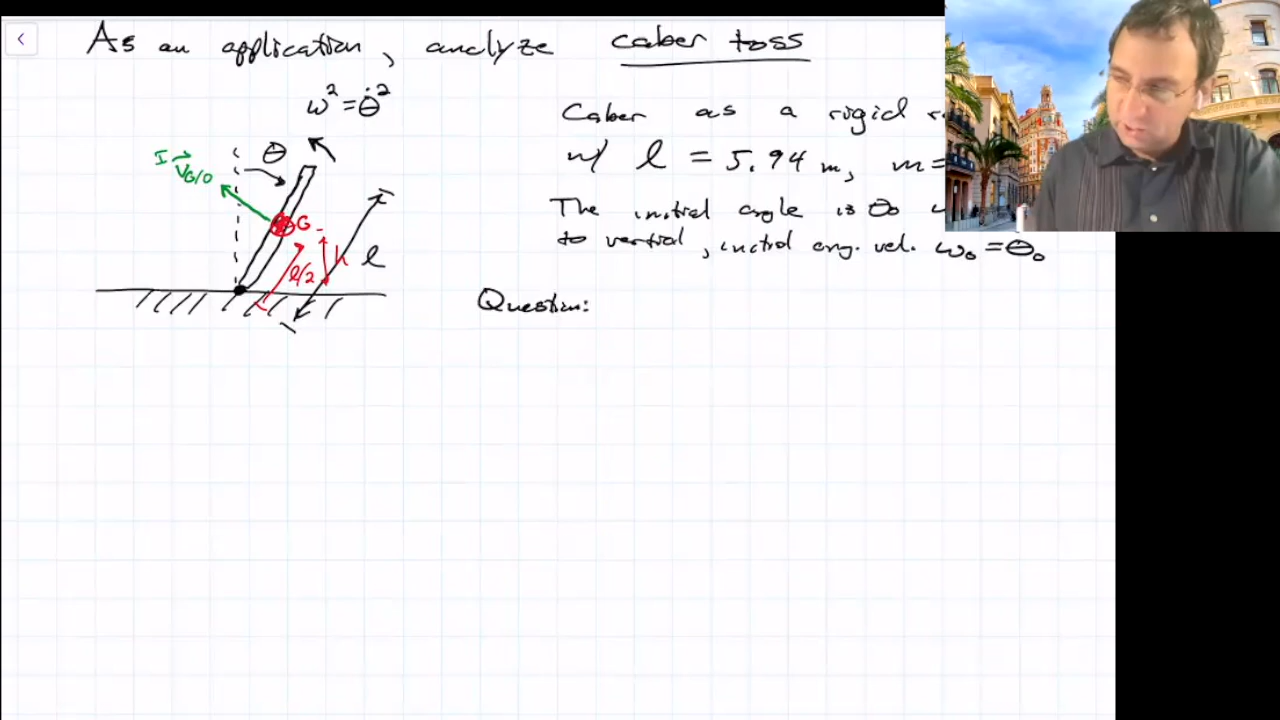 As an application, analyze caber toss
ω² = θ̇²
Caber as a rigid
w/ l = 5.94 m, m =
θ
I v⃗ G/O
G
The initial angle is θ₀
to vertical, initial ang. vel. ω₀ = θ̇₀
l/2
h
l
Question: